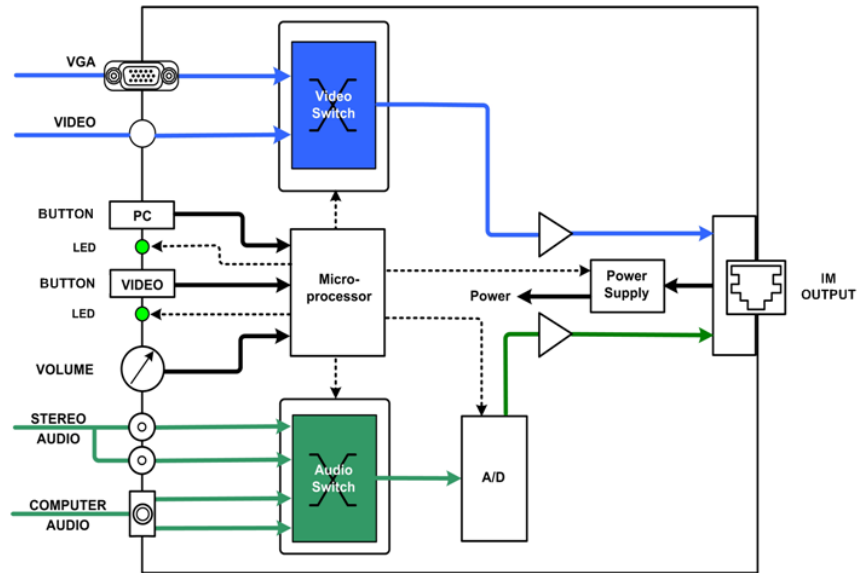 VGA
VIDEO
Video
Switch
BUTTON
PC
LED
BUTTON
VIDEO
LED
VOLUME
Micro-
processor
Power
Power
Supply
IM
OUTPUT
STEREO
AUDIO
COMPUTER
AUDIO
Audio
Switch
A/D